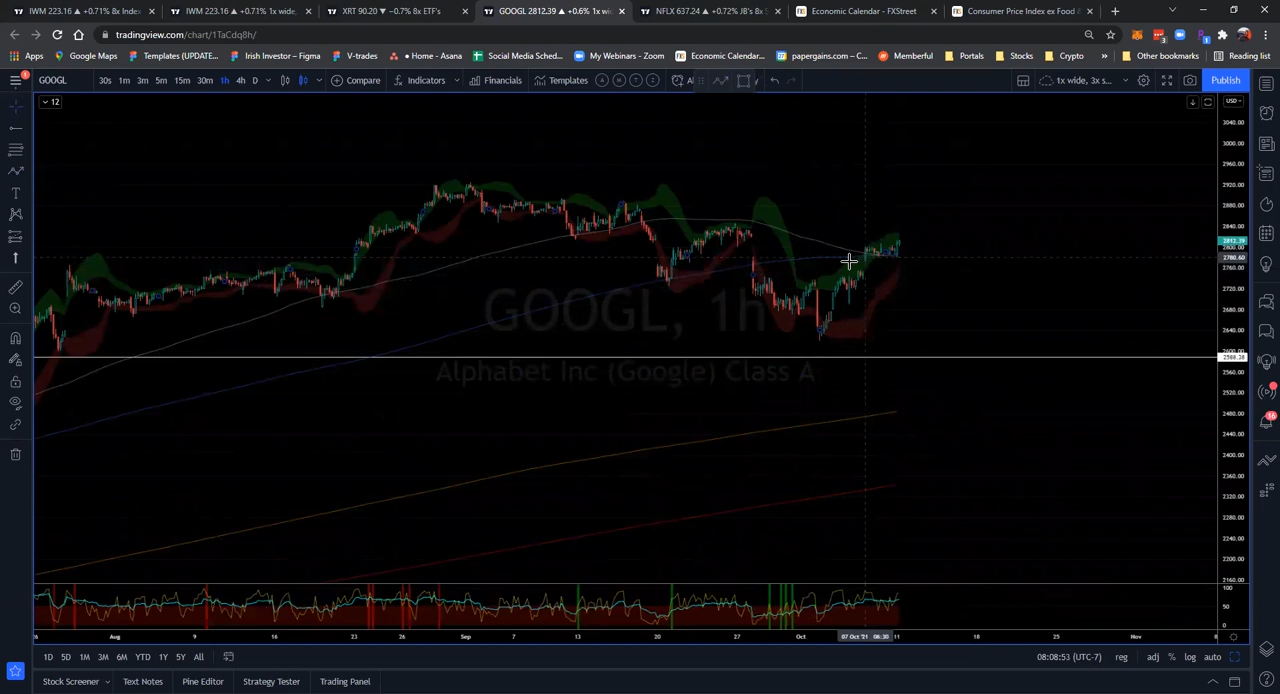 IWM 223.16 ▲ +0.71% 8x Index
IWM 223.16 ▲ +0.71% 1x wide,
XRT 90.20 ▼ −0.7% 8x ETF's
GOOGL 2812.39 ▲ +0.6% 1x wi
NFLX 637.24 ▲ +0.72% JB's 8x
Economic Calendar - FXStreet
Consumer Price Index ex Food &
tradingview.com/chart/1TaCdq8h/
Apps
Google Maps
Templates (UPDATE...
Irish Investor – Figma
V-trades
Home - Asana
Social Media Sched...
My Webinars - Zoom
Economic Calendar...
papergains.com – C...
Memberful
Portals
Stocks
Crypto
Other bookmarks
Reading list
GOOGL 30s 1m 3m 5m 15m 30m 1h 4h D
Compare
Indicators
Financials
Templates
1x wide, 3x s...
Publish
12
USD
3040.00
3000.00
2960.00
2920.00
2880.00
2840.00
2812.39
2800.00
2780.60
2760.00
2720.00
2680.00
2640.00
2560.00
2520.00
2480.00
2440.00
2400.00
2360.00
2320.00
2280.00
2240.00
2200.00
2160.00
GOOGL, 1h
Alphabet Inc (Google) Class A
100
50
0
Aug 9 16 23 26 Sep 7 13 20 27 Oct 07 Oct '21 08:30 11 18 25 Nov 8
1D 5D 1M 3M 6M YTD 1Y 5Y All
08:08:53 (UTC-7) reg adj % log auto
Stock Screener Text Notes Pine Editor Strategy Tester Trading Panel
16